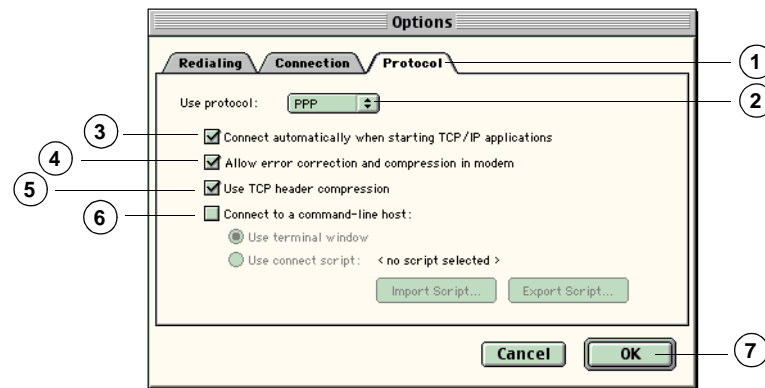 Options
Redialing Connection Protocol 1
Use protocol: PPP 2
3 Connect automatically when starting TCP/IP applications
4 Allow error correction and compression in modem
5 Use TCP header compression
6 Connect to a command-line host:
Use terminal window
Use connect script: < no script selected >
Import Script... Export Script...
Cancel OK 7